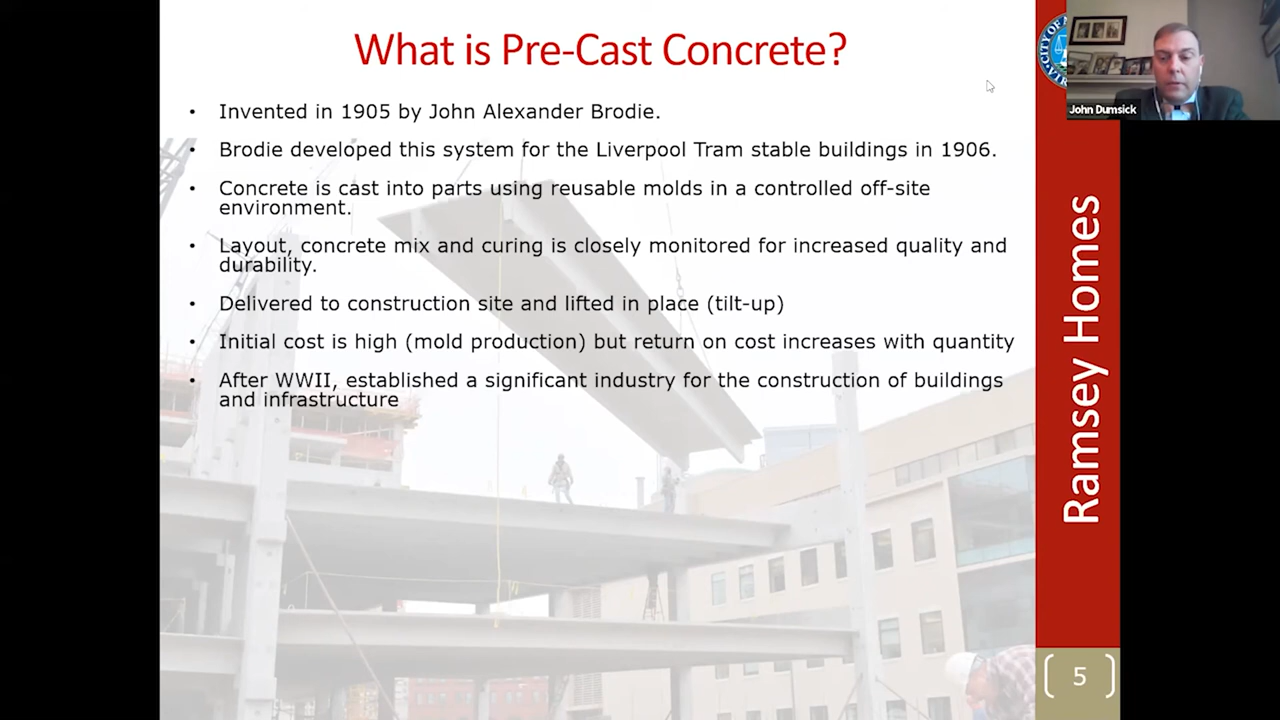 What is Pre-Cast Concrete?
• Invented in 1905 by John Alexander Brodie.
• Brodie developed this system for the Liverpool Tram stable buildings in 1906.
• Concrete is cast into parts using reusable molds in a controlled off-site
environment.
• Layout, concrete mix and curing is closely monitored for increased quality and
durability.
• Delivered to construction site and lifted in place (tilt-up)
• Initial cost is high (mold production) but return on cost increases with quantity
• After WWII, established a significant industry for the construction of buildings
and infrastructure
CITY OF
John Dumsick
Ramsey Homes
5